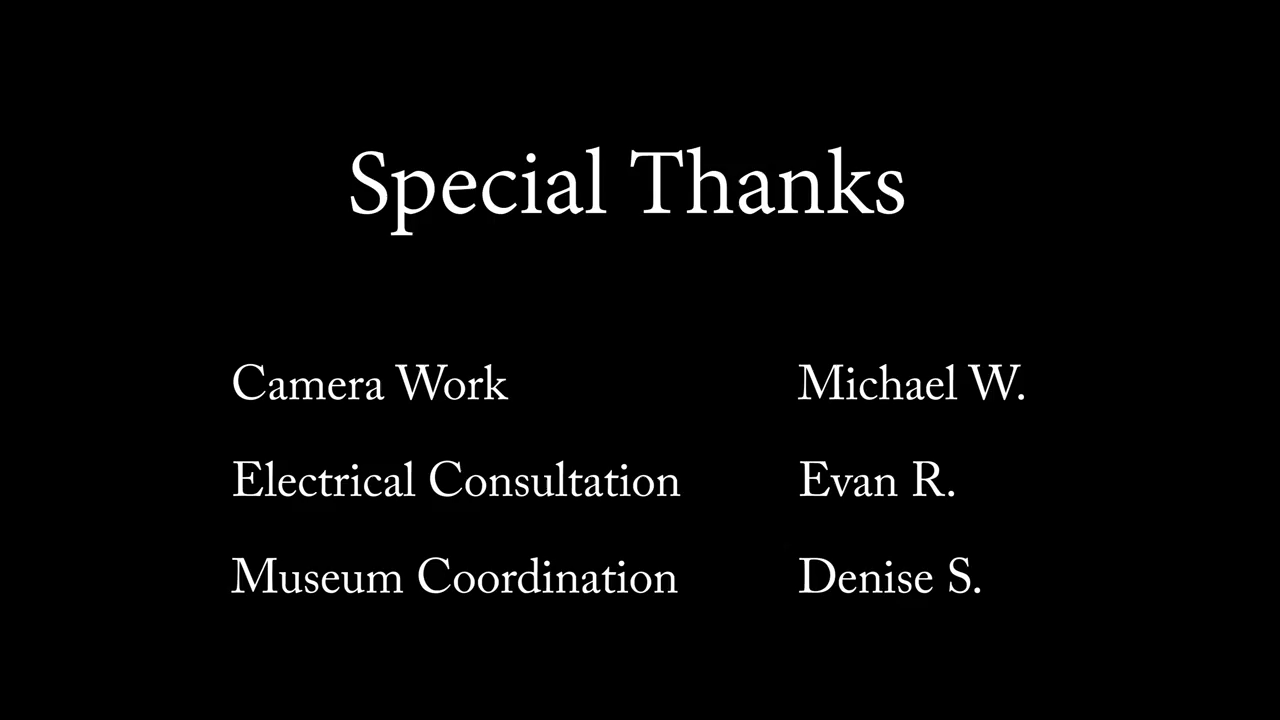 Special Thanks
Camera Work Michael W.
Electrical Consultation Evan R.
Museum Coordination Denise S.